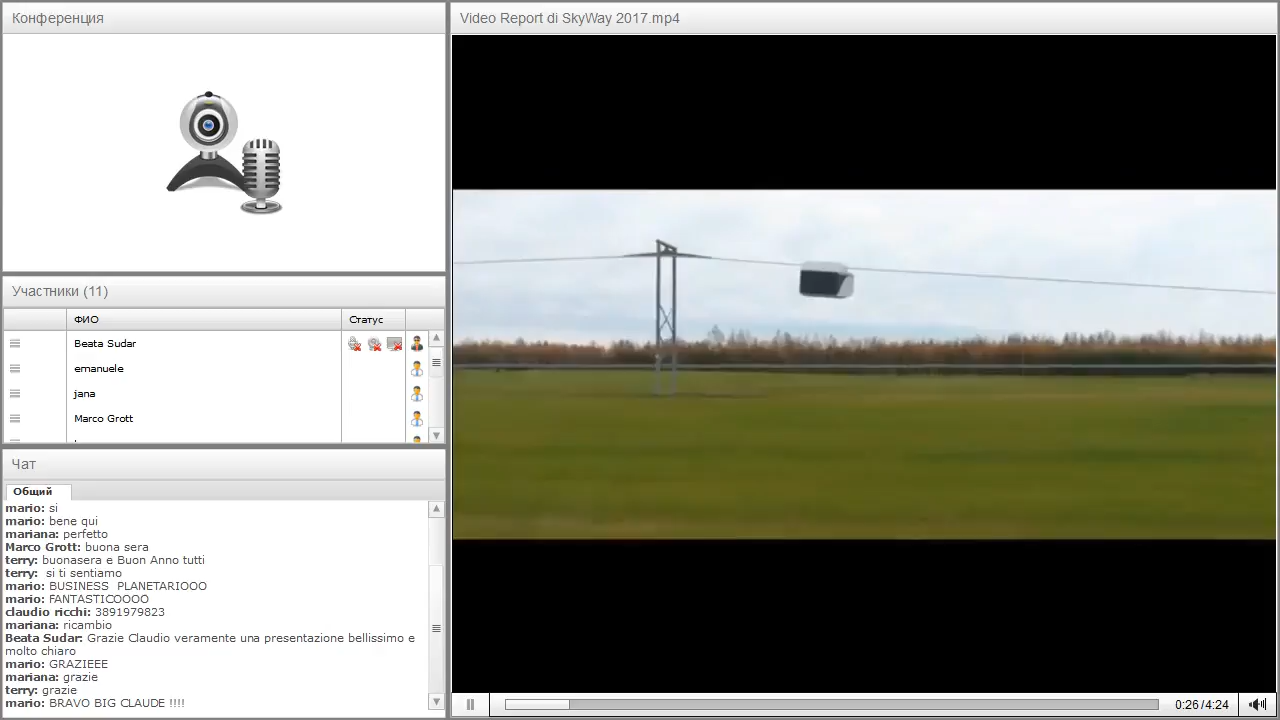 Конференция
Video Report di SkyWay 2017.mp4
Участники (11)
ФИО Статус
Beata Sudar
emanuele
jana
Marco Grott
Чат
Общий
mario: si
mario: bene qui
mariana: perfetto
Marco Grott: buona sera
terry: buonasera e Buon Anno tutti
terry: si ti sentiamo
mario: BUSINESS PLANETARIOOO
mario: FANTASTICOOOO
claudio ricchi: 3891979823
mariana: ricambio
Beata Sudar: Grazie Claudio veramente una presentazione bellissimo e
molto chiaro
mario: GRAZIEEE
mariana: grazie
terry: grazie
mario: BRAVO BIG CLAUDE !!!!
0:26/4:24